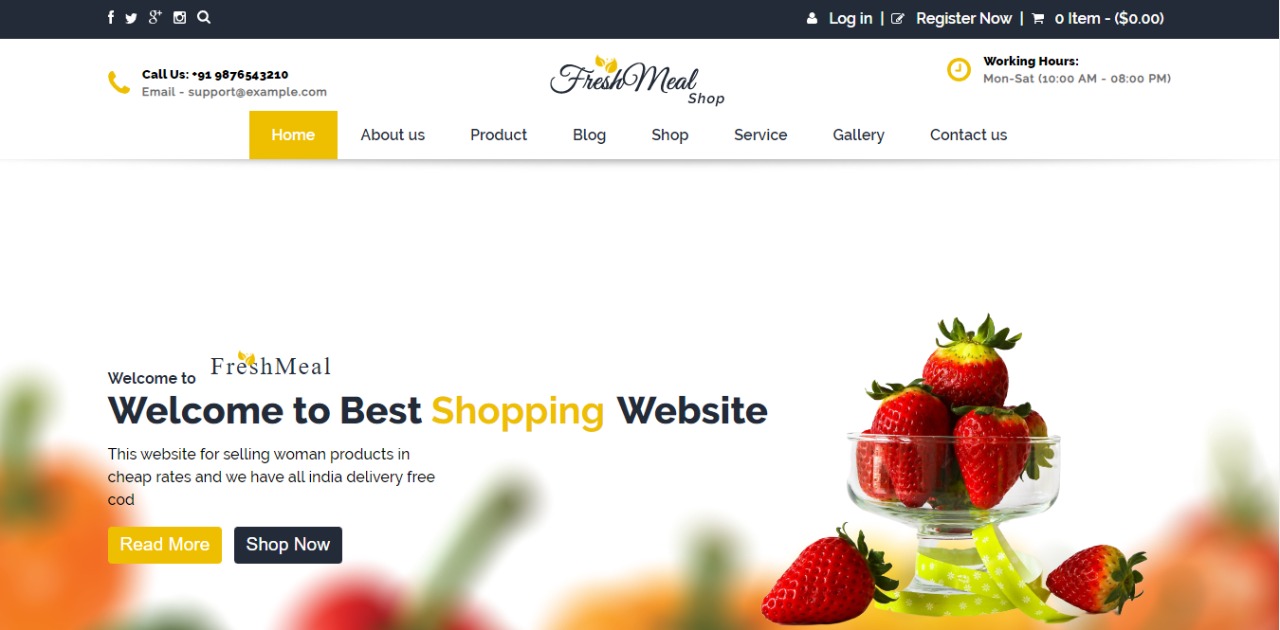 Log in | Register Now | 0 Item - ($0.00)
Call Us: +91 9876543210
Email - support@example.com
FreshMeal
Shop
Working Hours:
Mon-Sat (10:00 AM - 08:00 PM)
Home About us Product Blog Shop Service Gallery Contact us
Welcome to FreshMeal
Welcome to Best Shopping Website
This website for selling woman products in
cheap rates and we have all india delivery free
cod
Read More Shop Now